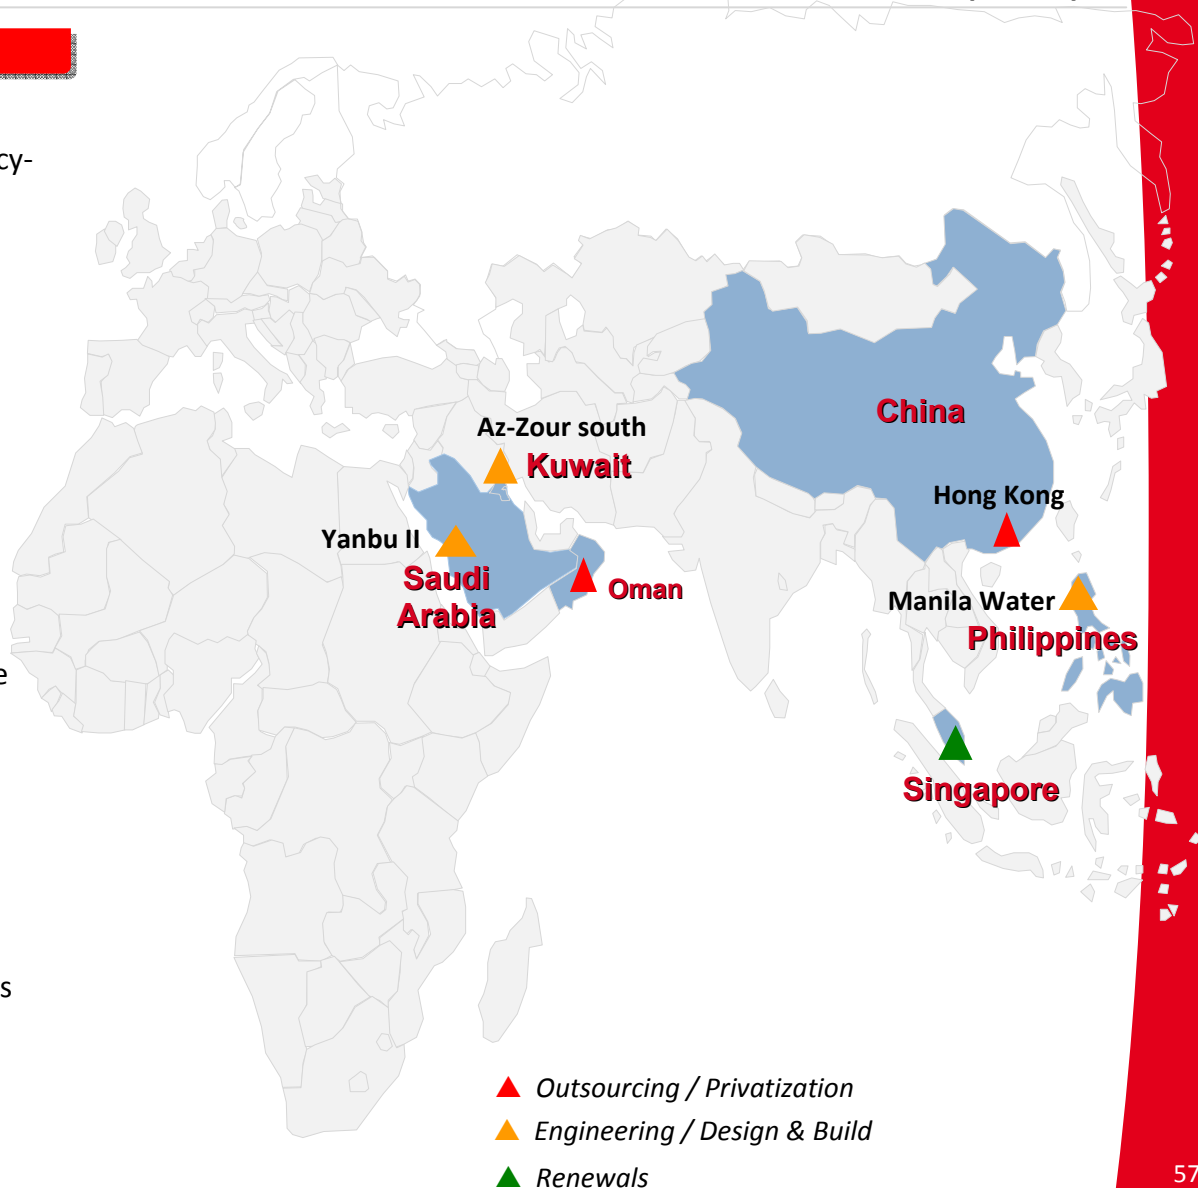 cy-
China
Az-Zour south
Kuwait
Hong Kong
Yanbu II
Saudi
Arabia
Oman
Manila Water
Philippines
e
Singapore
s
Outsourcing / Privatization
Engineering / Design & Build
Renewals
57